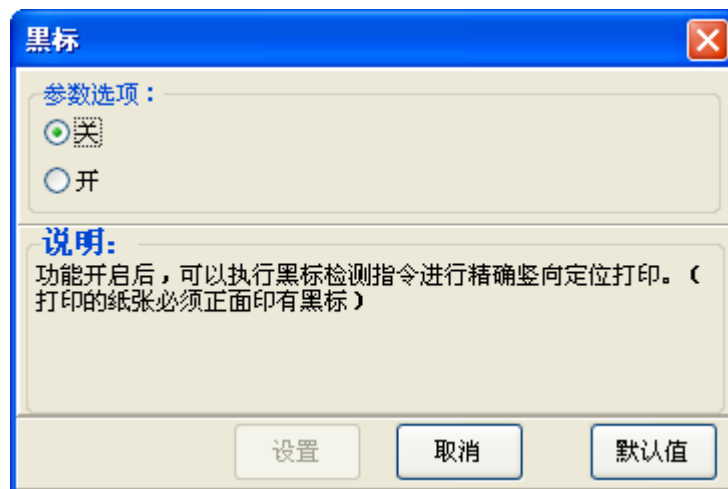 黑标
参数选项：
关
开
说明:
功能开启后，可以执行黑标检测指令进行精确竖向定位打印。（
打印的纸张必须正面印有黑标）
设置
取消
默认值